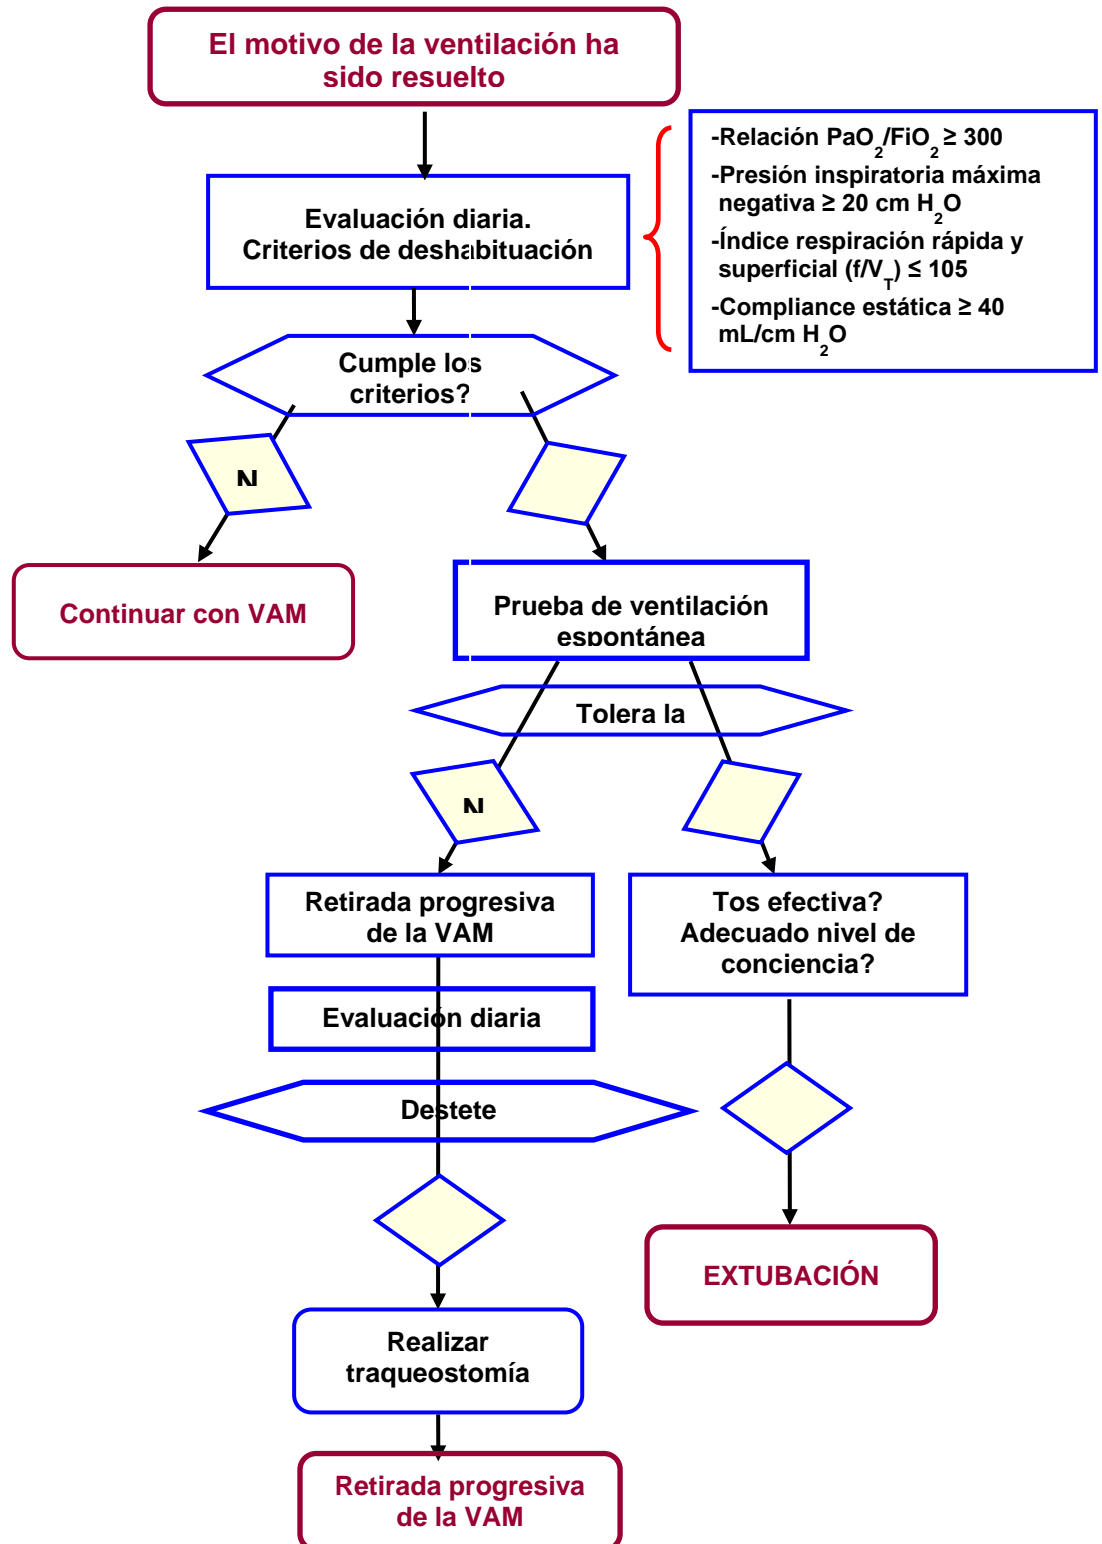 El motivo de la ventilación ha
sido resuelto
-Relación PaO2/FiO2 ≥ 300
-Presión inspiratoria máxima
negativa ≥ 20 cm H2O
-Índice respiración rápida y
superficial (f/VT) ≤ 105
-Compliance estática ≥ 40
mL/cm H2O
Evaluación diaria.
Criterios de deshabituación
Cumple los
criterios?
N
Continuar con VAM
Prueba de ventilación
espontánea
Tolera la
N
Retirada progresiva
de la VAM
Tos efectiva?
Adecuado nivel de
conciencia?
Evaluación diaria
Destete
EXTUBACIÓN
Realizar
traqueostomía
Retirada progresiva
de la VAM